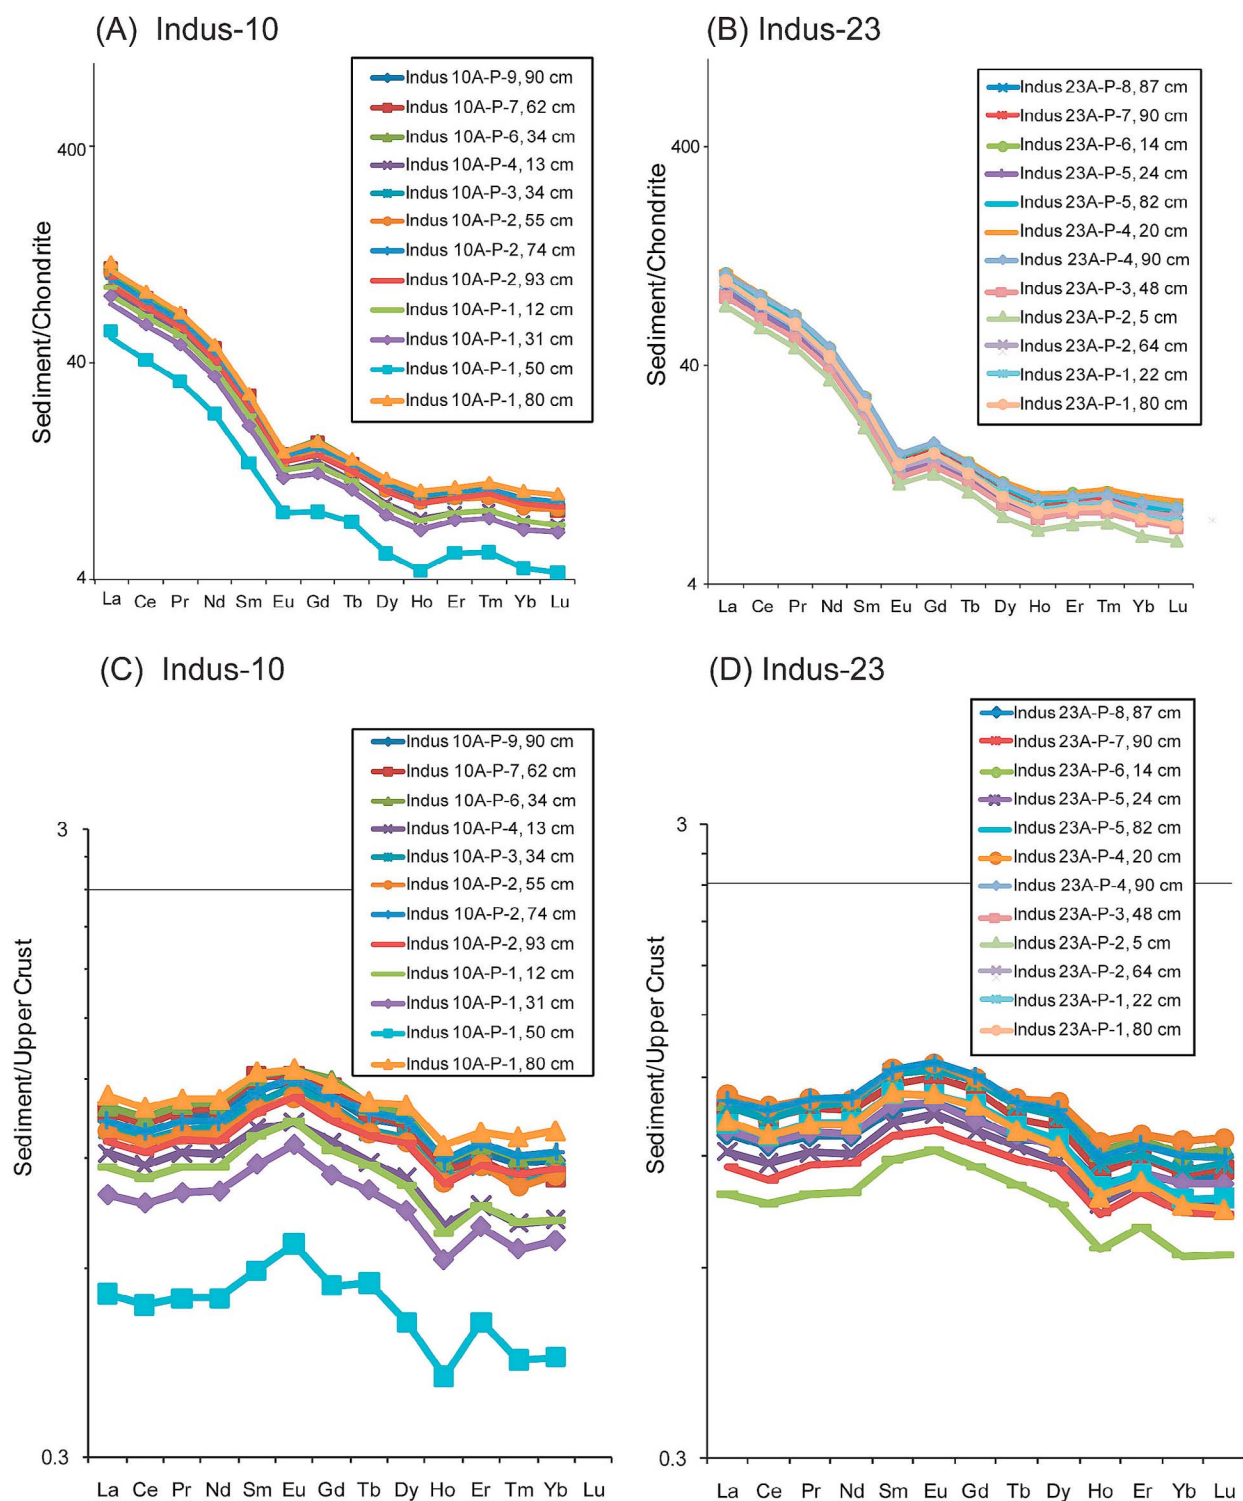 (A) Indus-10
Sediment/Chondrite
400
40
4
Indus 10A-P-9, 90 cm
Indus 10A-P-7, 62 cm
Indus 10A-P-6, 34 cm
Indus 10A-P-4, 13 cm
Indus 10A-P-3, 34 cm
Indus 10A-P-2, 55 cm
Indus 10A-P-2, 74 cm
Indus 10A-P-2, 93 cm
Indus 10A-P-1, 12 cm
Indus 10A-P-1, 31 cm
Indus 10A-P-1, 50 cm
Indus 10A-P-1, 80 cm
La Ce Pr Nd Sm Eu Gd Tb Dy Ho Er Tm Yb Lu
(B) Indus-23
Sediment/Chondrite
400
40
4
Indus 23A-P-8, 87 cm
Indus 23A-P-7, 90 cm
Indus 23A-P-6, 14 cm
Indus 23A-P-5, 24 cm
Indus 23A-P-5, 82 cm
Indus 23A-P-4, 20 cm
Indus 23A-P-4, 90 cm
Indus 23A-P-3, 48 cm
Indus 23A-P-2, 5 cm
Indus 23A-P-2, 64 cm
Indus 23A-P-1, 22 cm
Indus 23A-P-1, 80 cm
La Ce Pr Nd Sm Eu Gd Tb Dy Ho Er Tm Yb Lu
(C) Indus-10
Sediment/Upper Crust
3
0.3
Indus 10A-P-9, 90 cm
Indus 10A-P-7, 62 cm
Indus 10A-P-6, 34 cm
Indus 10A-P-4, 13 cm
Indus 10A-P-3, 34 cm
Indus 10A-P-2, 55 cm
Indus 10A-P-2, 74 cm
Indus 10A-P-2, 93 cm
Indus 10A-P-1, 12 cm
Indus 10A-P-1, 31 cm
Indus 10A-P-1, 50 cm
Indus 10A-P-1, 80 cm
La Ce Pr Nd Sm Eu Gd Tb Dy Ho Er Tm Yb Lu
(D) Indus-23
Sediment/Upper Crust
3
0.3
Indus 23A-P-8, 87 cm
Indus 23A-P-7, 90 cm
Indus 23A-P-6, 14 cm
Indus 23A-P-5, 24 cm
Indus 23A-P-5, 82 cm
Indus 23A-P-4, 20 cm
Indus 23A-P-4, 90 cm
Indus 23A-P-3, 48 cm
Indus 23A-P-2, 5 cm
Indus 23A-P-2, 64 cm
Indus 23A-P-1, 22 cm
Indus 23A-P-1, 80 cm
La Ce Pr Nd Sm Eu Gd Tb Dy Ho Er Yb Lu